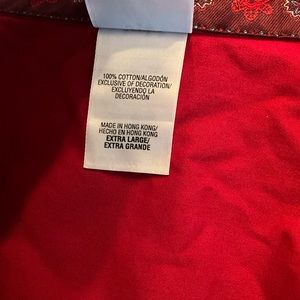 100% COTTON/ALGODÓN
EXCLUSIVE OF DECORATION/
EXCLUYENDO LA
DECORACIÓN
MADE IN HONG KONG/
HECHO EN HONG KONG
EXTRA LARGE/
EXTRA GRANDE